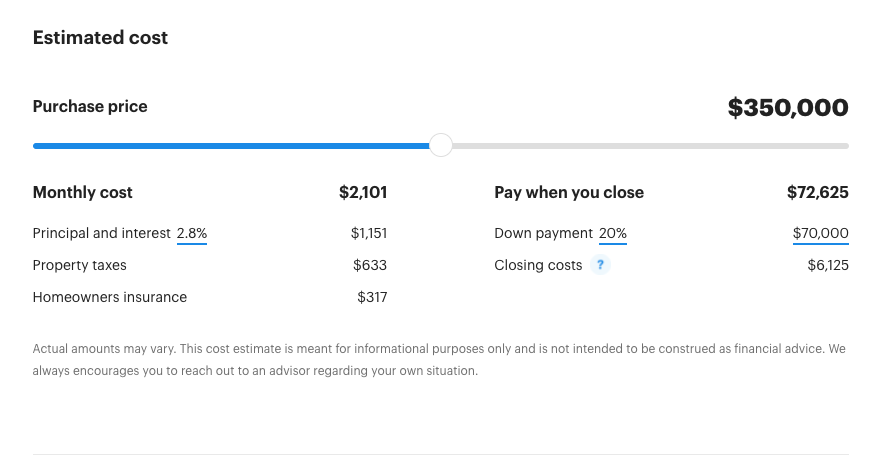 Estimated cost
Purchase price $350,000
Monthly cost $2,101
Principal and interest 2.8% $1,151
Property taxes $633
Homeowners insurance $317
Pay when you close $72,625
Down payment 20% $70,000
Closing costs ? $6,125
Actual amounts may vary. This cost estimate is meant for informational purposes only and is not intended to be construed as financial advice. We
always encourages you to reach out to an advisor regarding your own situation.